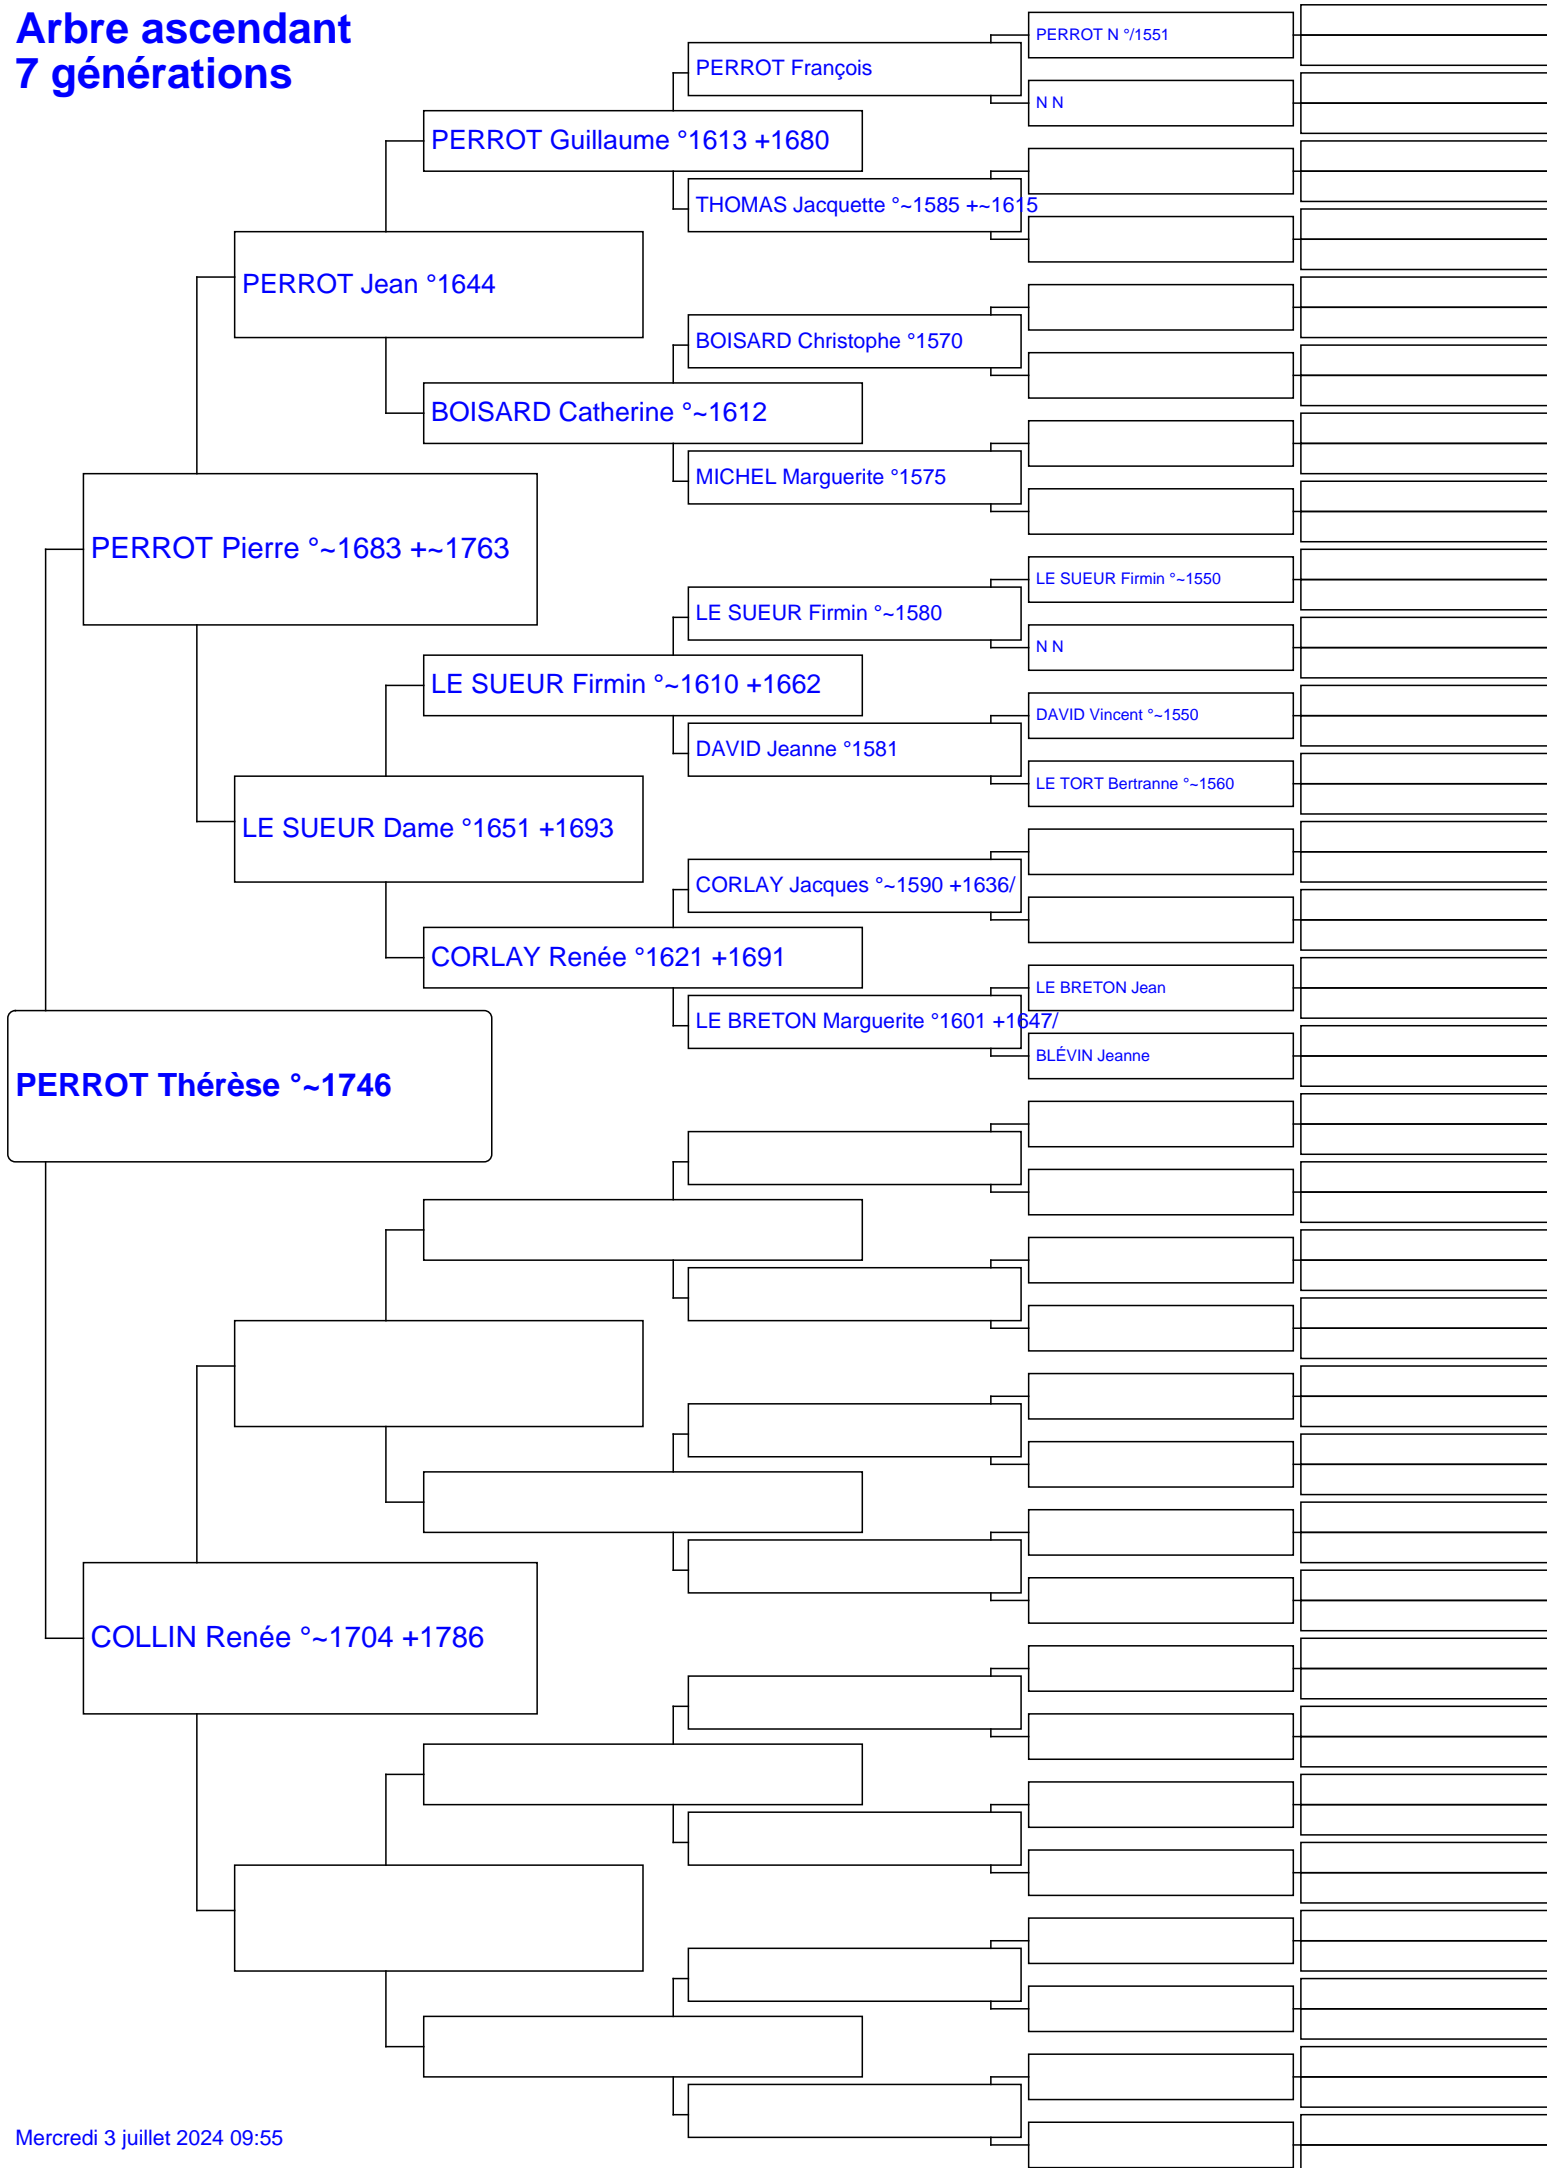 Arbre ascendant
7 générations
PERROT N °/1551
PERROT François
N N
PERROT Guillaume °1613 +1680
THOMAS Jacquette °~1585 +~1615
PERROT Jean °1644
BOISARD Christophe °1570
BOISARD Catherine °~1612
MICHEL Marguerite °1575
PERROT Pierre °~1683 +~1763
LE SUEUR Firmin °~1550
LE SUEUR Firmin °~1580
N N
LE SUEUR Firmin °~1610 +1662
DAVID Vincent °~1550
DAVID Jeanne °1581
LE TORT Bertranne °~1560
LE SUEUR Dame °1651 +1693
CORLAY Jacques °~1590 +1636/
CORLAY Renée °1621 +1691
LE BRETON Jean
LE BRETON Marguerite °1601 +1647/
BLÉVIN Jeanne
PERROT Thérèse °~1746
COLLIN Renée °~1704 +1786
Mercredi 3 juillet 2024 09:55